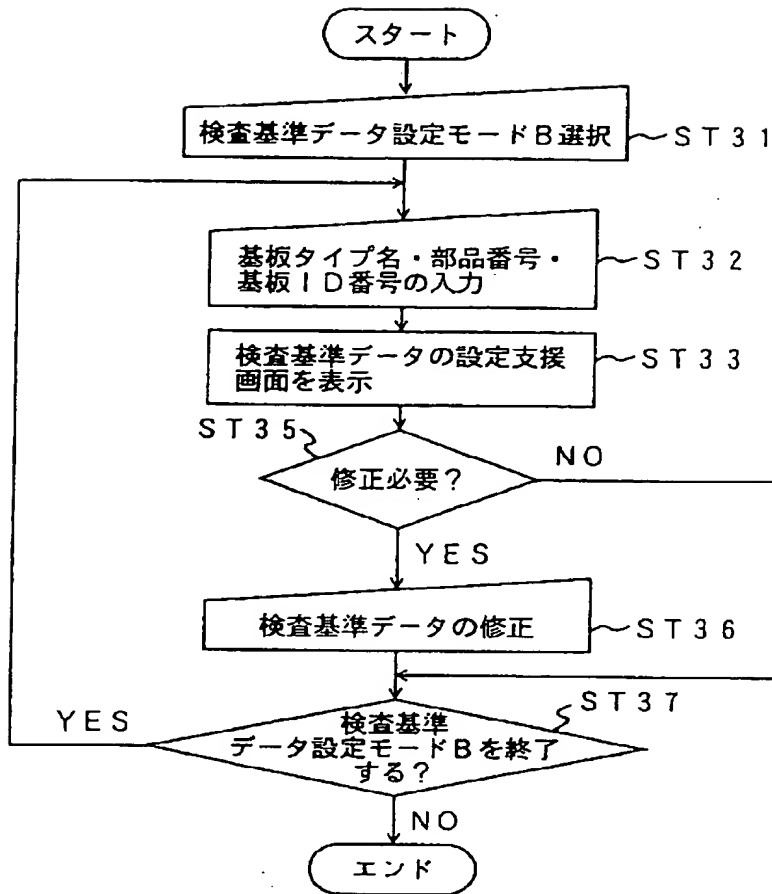 スタート
検査基準データ設定モードB選択
ST31
基板タイプ名・部品番号・
基板ID番号の入力
ST32
検査基準データの設定支援
画面を表示
ST33
ST35
修正必要?
NO
YES
検査基準データの修正
ST36
ST37
YES
検査基準
データ設定モードBを終了
する?
NO
エンド